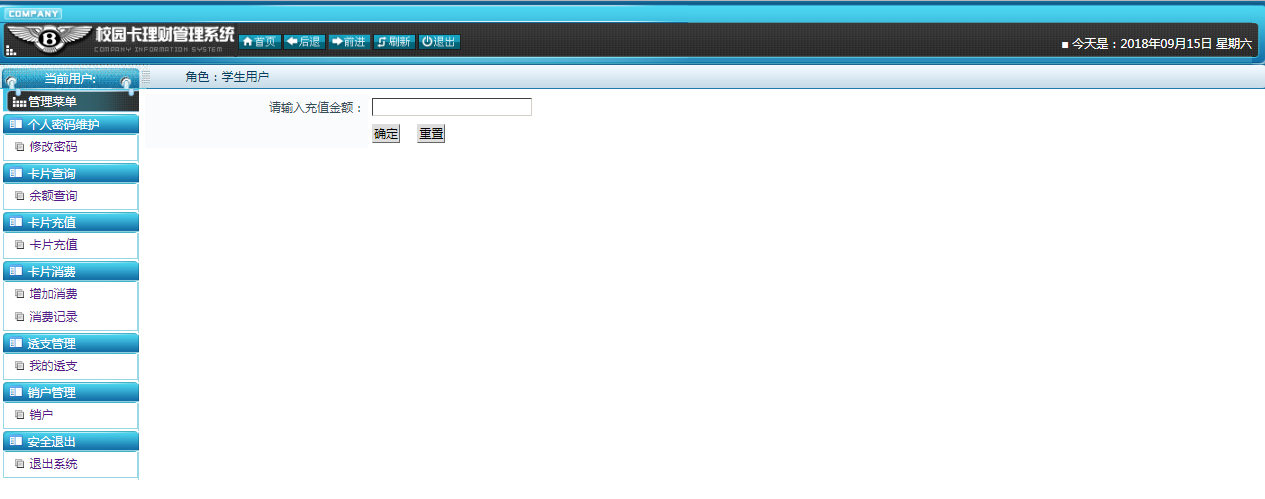 COMPANY
校园卡理财管理系统
COMPANY INFORMATION SYSTEM
首页 后退 前进 刷新 退出
今天是：2018年09月15日 星期六
当前用户:
角色：学生用户
管理菜单
请输入充值金额：
确定 重置
个人密码维护
修改密码
卡片查询
余额查询
卡片充值
卡片充值
卡片消费
增加消费
消费记录
透支管理
我的透支
销户管理
销户
安全退出
退出系统